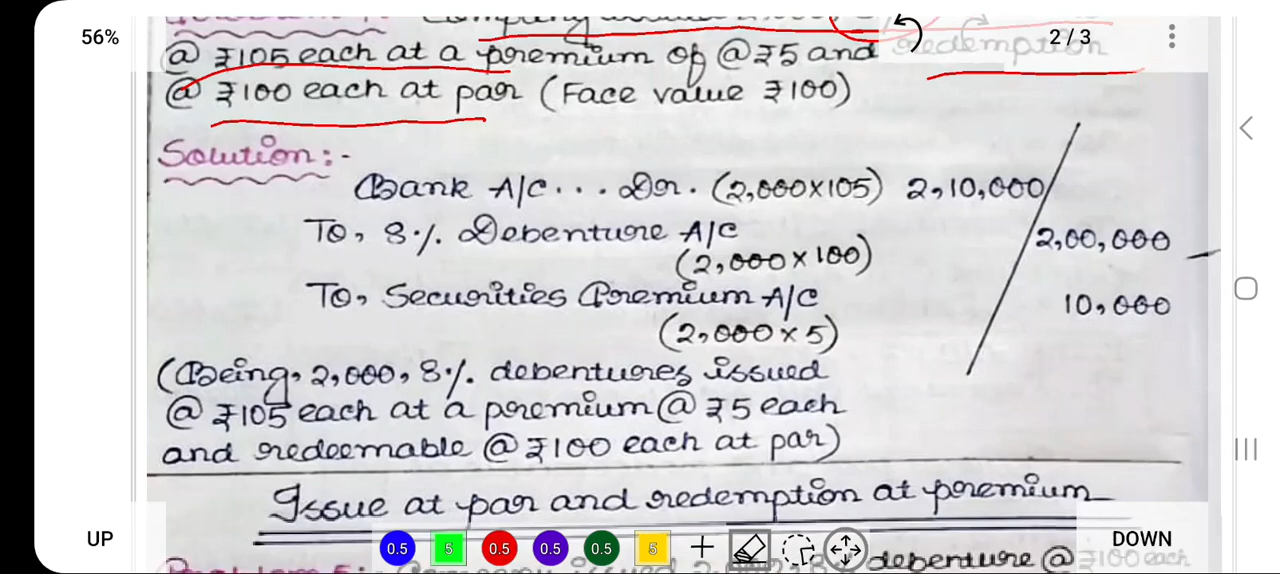 56%
2 / 3
redemption
@ ₹105 each at a premium of @ ₹5 and
@ ₹100 each at par (Face value ₹100)
Solution:-
Bank A/C... Dr. (2,000×105) 2,10,000
To, 8% Debenture A/C 2,00,000
(2,000×100)
To, Securities Premium A/C 10,000
(2,000×5)
(Being, 2,000, 8% debentures issued
@ ₹105 each at a premium @ ₹5 each
and redeemable @ ₹100 each at par)
Issue at par and redemption at premium
UP
0.5 5 0.5 0.5 0.5 5
DOWN
debenture @ ₹100 each